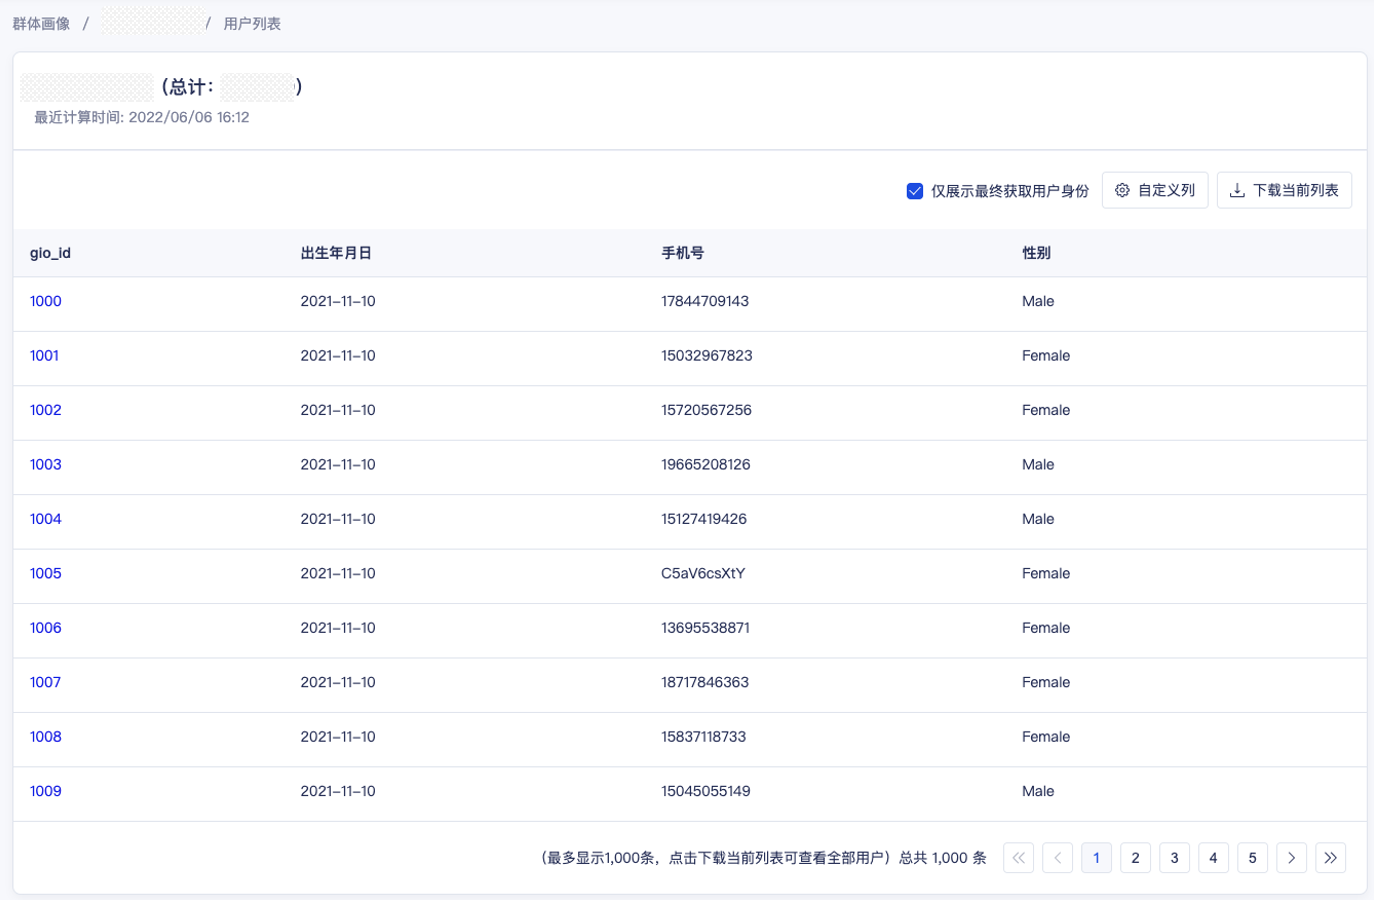 群体画像 / / 用户列表
(总计: )
最近计算时间: 2022/06/06 16:12
仅展示最终获取用户身份 自定义列 下载当前列表
gio_id 出生年月日 手机号 性别
1000 2021-11-10 17844709143 Male
1001 2021-11-10 15032967823 Female
1002 2021-11-10 15720567256 Female
1003 2021-11-10 19665208126 Male
1004 2021-11-10 15127419426 Male
1005 2021-11-10 C5aV6csXtY Female
1006 2021-11-10 13695538871 Female
1007 2021-11-10 18717846363 Female
1008 2021-11-10 15837118733 Female
1009 2021-11-10 15045055149 Male
(最多显示1,000条，点击下载当前列表可查看全部用户) 总共 1,000 条 1 2 3 4 5